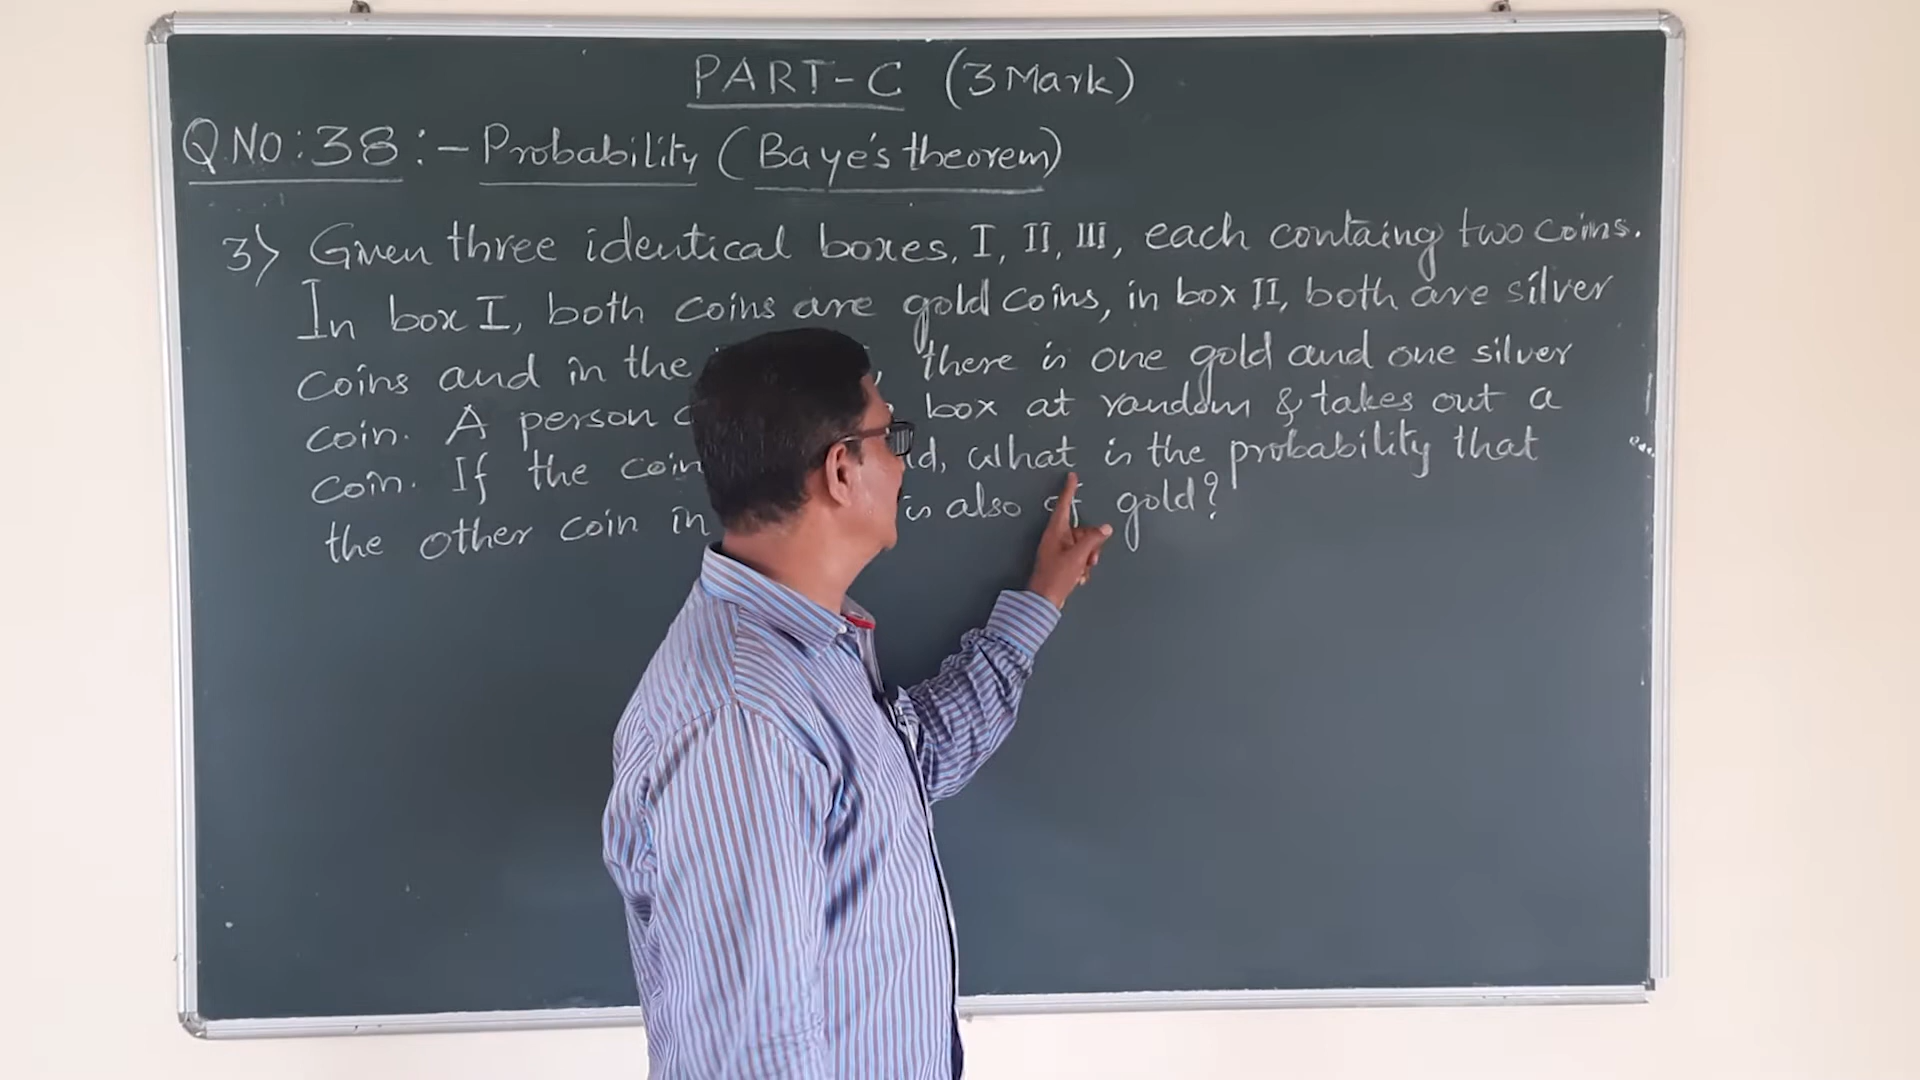 PART-C (3 Mark)
Q.NO:38:- Probability (Baye's theorem)
3) Given three identical boxes, I, II, III, each containg two coins.
In box I, both coins are gold coins, in box II, both are silver
coins and in the , there is one gold and one silver
coin. A person box at random & takes out a
coin. If the coin what is the probability that
the other coin in is also of gold?